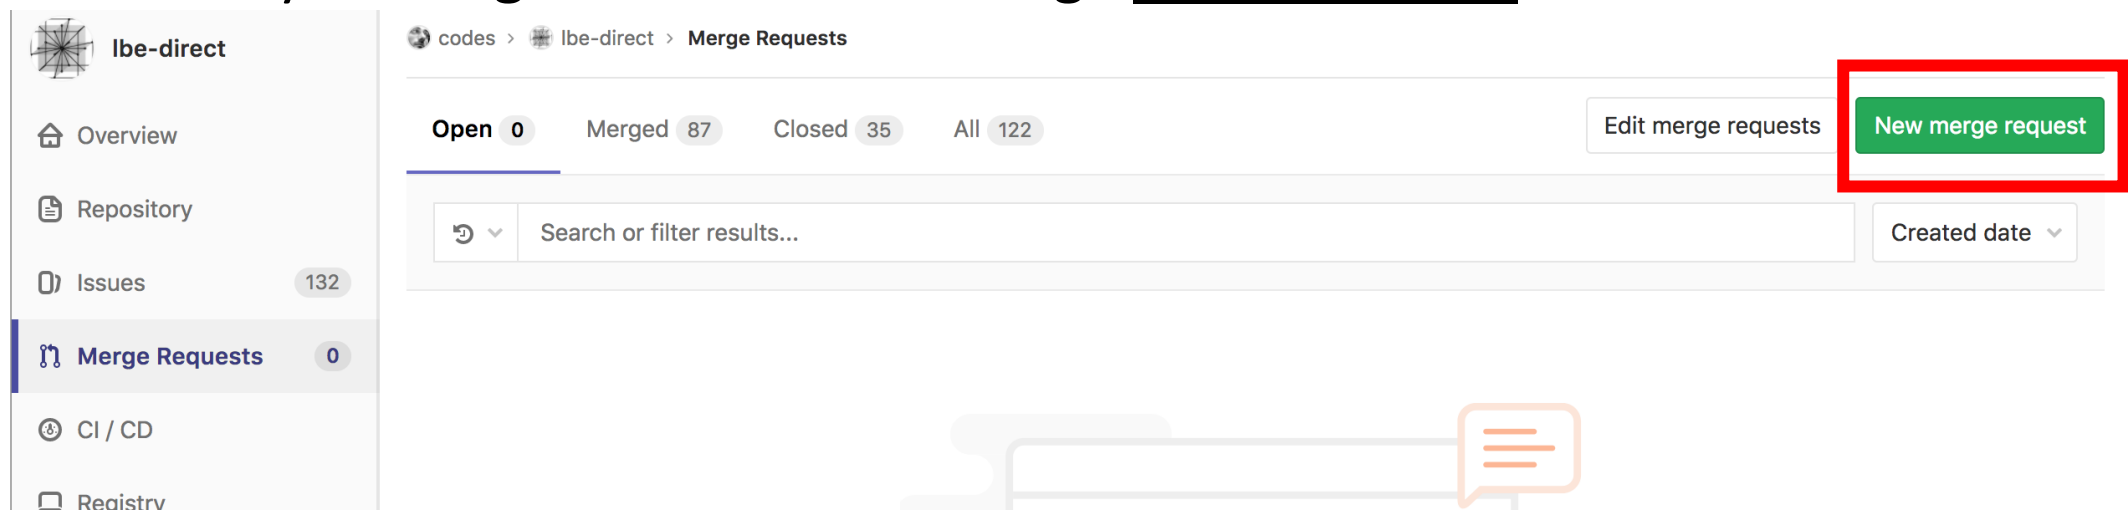 lbe-direct
codes > lbe-direct > Merge Requests
Overview
Open 0 Merged 87 Closed 35 All 122
Edit merge requests
New merge request
Repository
Search or filter results...
Created date
Issues 132
Merge Requests 0
CI / CD
Registry